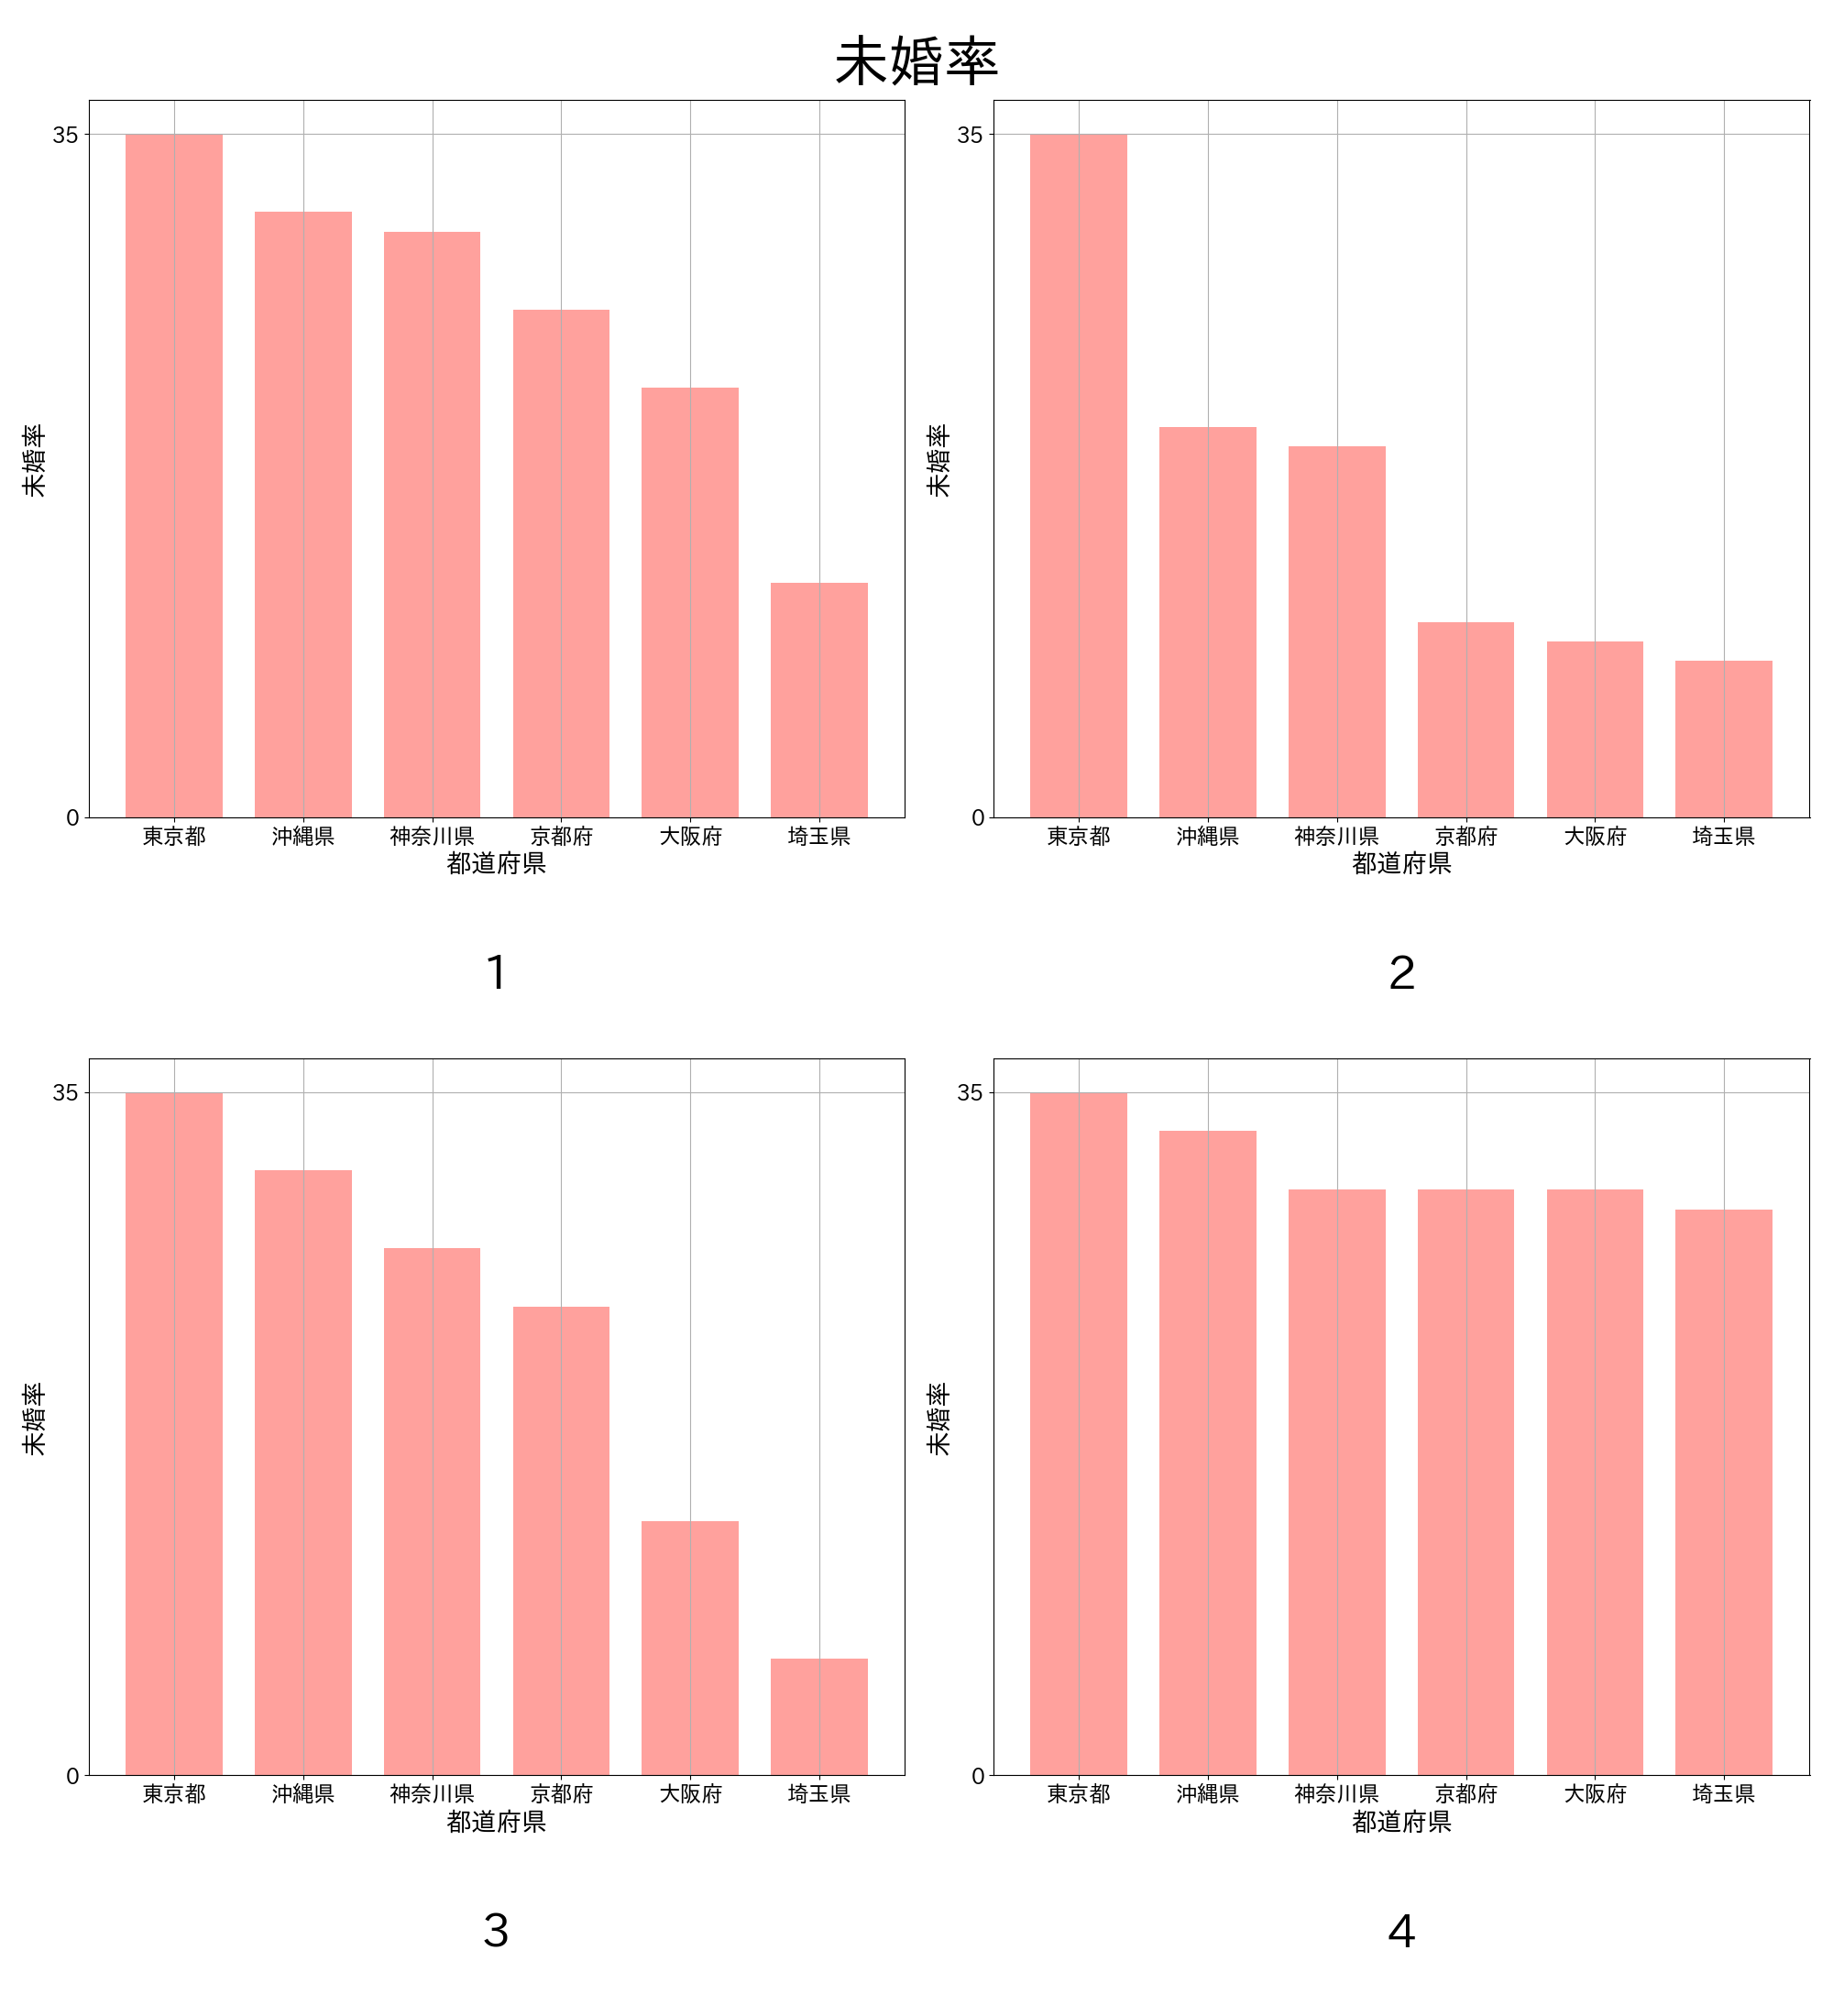 未婚率
35
0
未婚率
東京都 沖縄県 神奈川県 京都府 大阪府 埼玉県
都道府県
1
35
0
未婚率
東京都 沖縄県 神奈川県 京都府 大阪府 埼玉県
都道府県
2
35
0
未婚率
東京都 沖縄県 神奈川県 京都府 大阪府 埼玉県
都道府県
3
35
0
未婚率
東京都 沖縄県 神奈川県 京都府 大阪府 埼玉県
都道府県
4